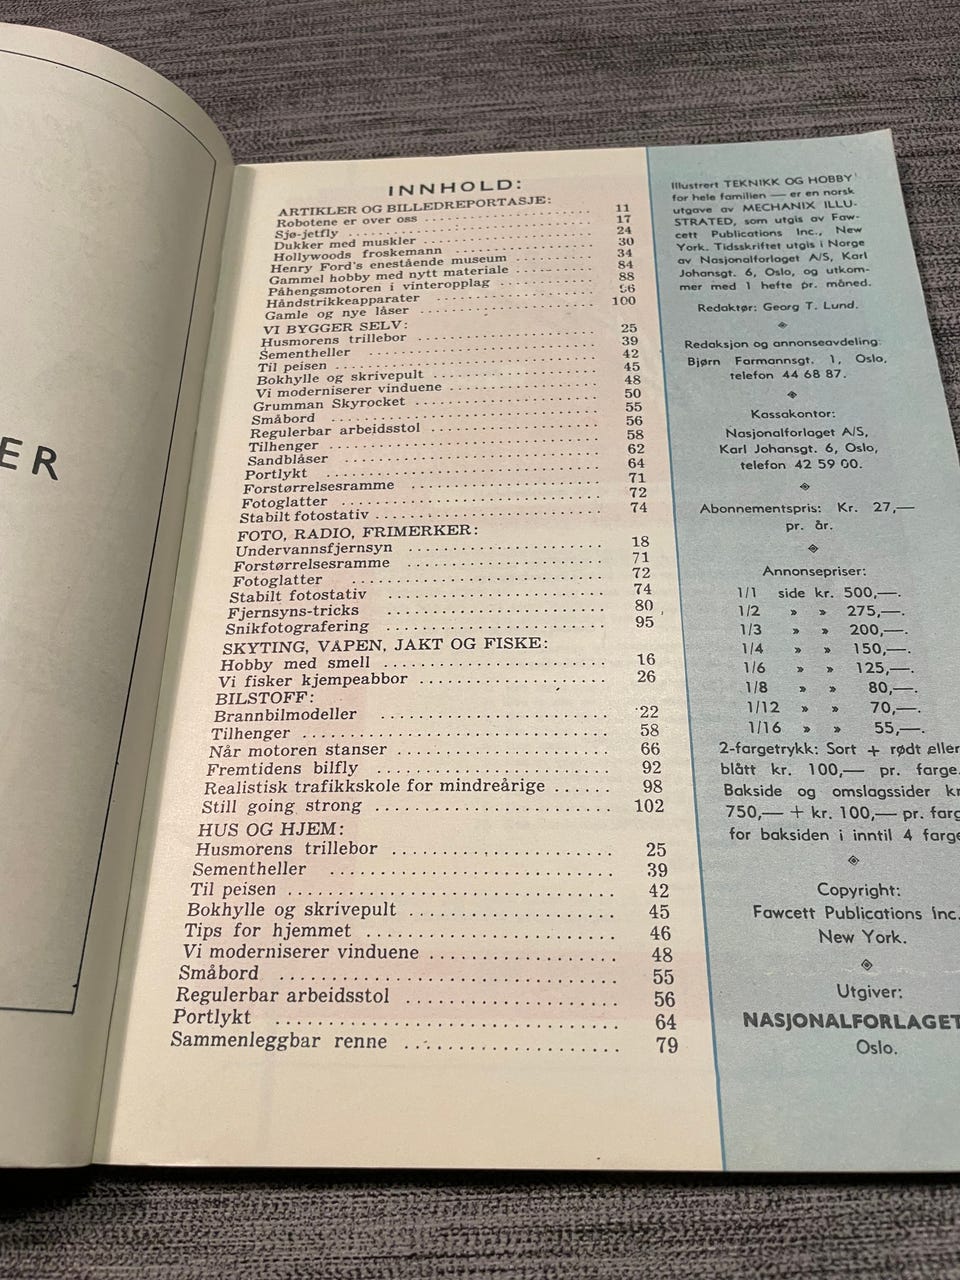 ER
INNHOLD:
ARTIKLER OG BILLEDREPORTASJE:
Robotene er over oss .......... 11
Sjø-jetfly .......... 17
Dukker med muskler .......... 24
Hollywoods froskemann .......... 30
Henry Ford's enestående museum .......... 34
Gammel hobby med nytt materiale .......... 84
Påhengsmotoren i vinteropplag .......... 88
Håndstrikkeapparater .......... 96
Gamle og nye låser .......... 100
VI BYGGER SELV:
Husmorens trillebor .......... 25
Sementheller .......... 39
Til peisen .......... 42
Bokhylle og skrivepult .......... 45
Vi moderniserer vinduene .......... 48
Grumman Skyrocket .......... 50
Småbord .......... 55
Regulerbar arbeidsstol .......... 56
Tilhenger .......... 58
Sandblåser .......... 62
Portlykt .......... 64
Forstørrelsesramme .......... 71
Fotoglatter .......... 72
Stabilt fotostativ .......... 74
FOTO, RADIO, FRIMERKER:
Undervannsfjernsyn .......... 18
Forstørrelsesramme .......... 71
Fotoglatter .......... 72
Stabilt fotostativ .......... 74
Fjernsyns-tricks .......... 80
Snikfotografering .......... 95
SKYTING, VÅPEN, JAKT OG FISKE:
Hobby med smell .......... 16
Vi fisker kjempeabbor .......... 26
BILSTOFF:
Brannbilmodeller .......... 22
Tilhenger .......... 58
Når motoren stanser .......... 66
Fremtidens bilfly .......... 92
Realistisk trafikkskole for mindreårige ...... 98
Still going strong .......... 102
HUS OG HJEM:
Husmorens trillebor .......... 25
Sementheller .......... 39
Til peisen .......... 42
Bokhylle og skrivepult .......... 45
Tips for hjemmet .......... 46
Vi moderniserer vinduene .......... 48
Småbord .......... 55
Regulerbar arbeidsstol .......... 56
Portlykt .......... 64
Sammenleggbar renne .......... 79
Illustrert TEKNIKK OG HOBBY
for hele familien — er en norsk
utgave av MECHANIX ILLU-
STRATED, som utgis av Faw-
cett Publications Inc., New
York. Tidsskriftet utgis i Norge
av Nasjonalforlaget A/S, Karl
Johansgt. 6, Oslo, og utkom-
mer med 1 hefte pr. måned.
Redaktør: Georg T. Lund.
Redaksjon og annonseavdeling:
Bjørn Farmannsgt. 1, Oslo,
telefon 44 68 87.
Kassakontor:
Nasjonalforlaget A/S,
Karl Johansgt. 6, Oslo,
telefon 42 59 00.
Abonnementspris: Kr. 27,—
pr. år.
Annonsepriser:
1/1 side kr. 500,—.
1/2 » » 275,—.
1/3 » » 200,—.
1/4 » » 150,—.
1/6 » » 125,—.
1/8 » » 80,—.
1/12 » » 70,—.
1/16 » » 55,—.
2-fargetrykk: Sort + rødt eller
blått kr. 100,— pr. farge.
Bakside og omslagssider kr
750,— + kr. 100,— pr. farg
for baksiden i inntil 4 farge
Copyright:
Fawcett Publications Inc.
New York.
Utgiver:
NASJONALFORLAGET
Oslo.